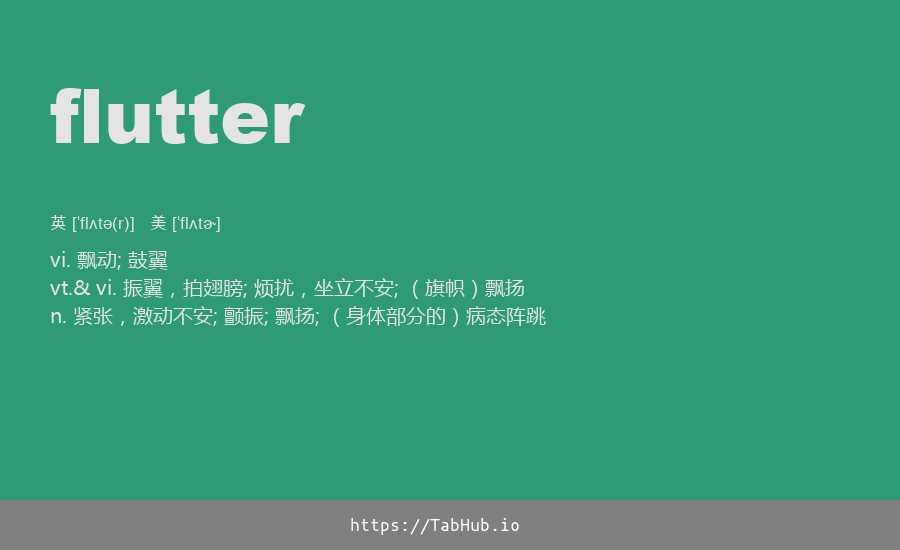 flutter
英 [ˈflʌtə(r)] 美 [ˈflʌtɚ]
vi. 飘动; 鼓翼
vt.& vi. 振翼，拍翅膀; 烦扰，坐立不安; （旗帜）飘扬
n. 紧张，激动不安; 颤振; 飘扬; （身体部分的）病态阵跳
https://TabHub.io